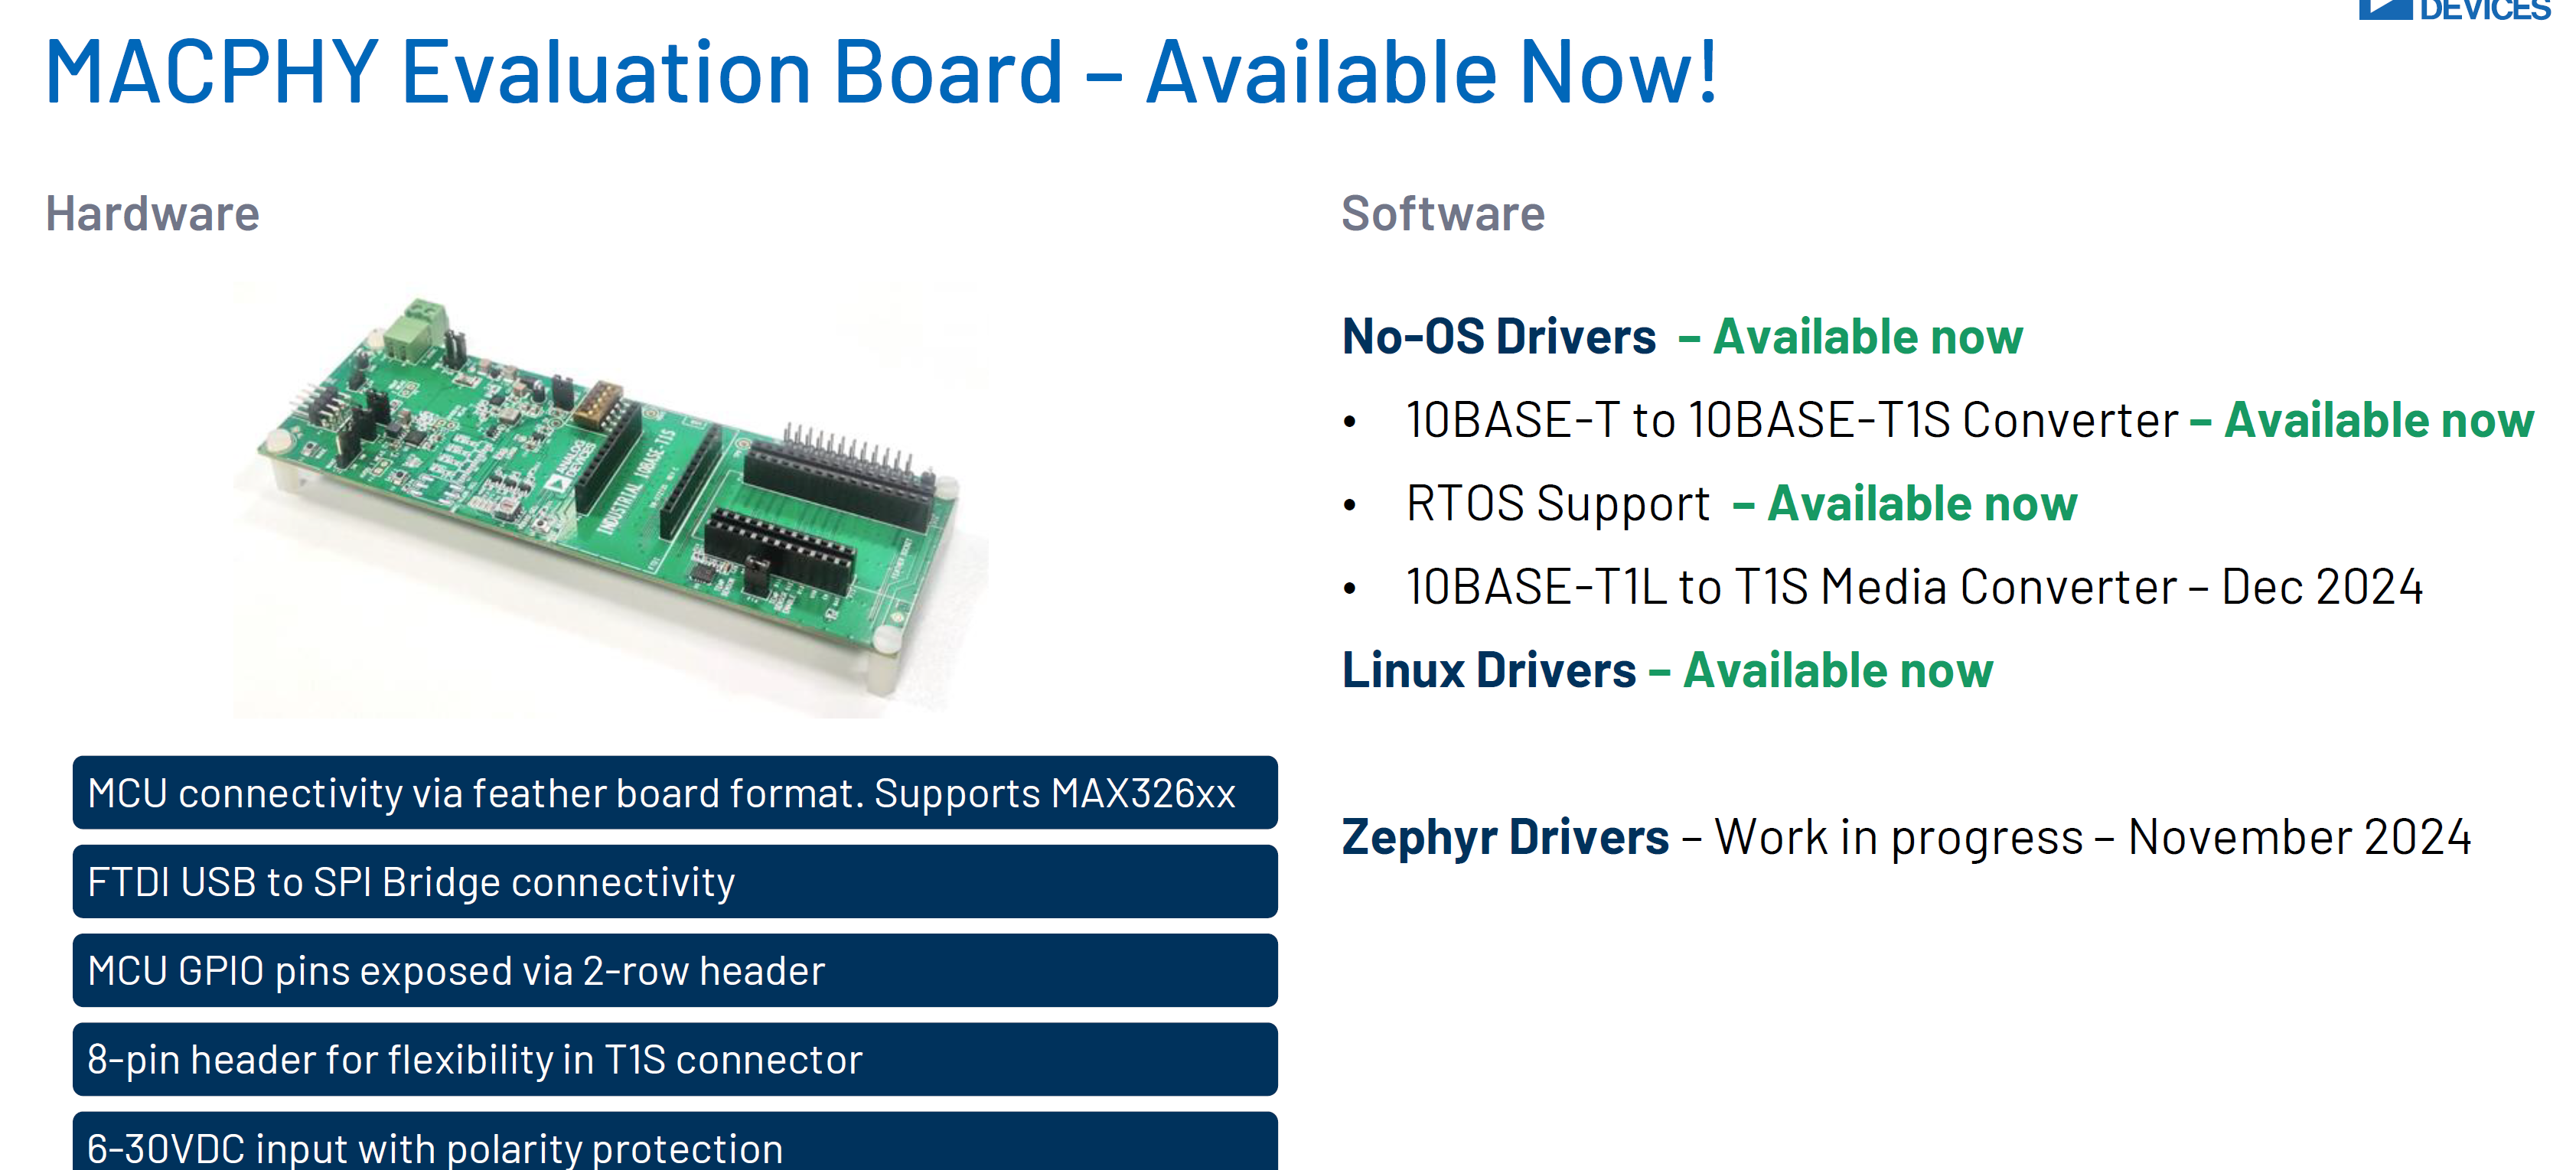 DEVICES
MACPHY Evaluation Board – Available Now!
Hardware
ANALOG
DEVICES
INDUSTRIAL 10BASE-T1S
MCU connectivity via feather board format. Supports MAX326xx
FTDI USB to SPI Bridge connectivity
MCU GPIO pins exposed via 2-row header
8-pin header for flexibility in T1S connector
6-30VDC input with polarity protection
Software
No-OS Drivers – Available now
• 10BASE-T to 10BASE-T1S Converter – Available now
• RTOS Support – Available now
• 10BASE-T1L to T1S Media Converter – Dec 2024
Linux Drivers – Available now
Zephyr Drivers – Work in progress – November 2024